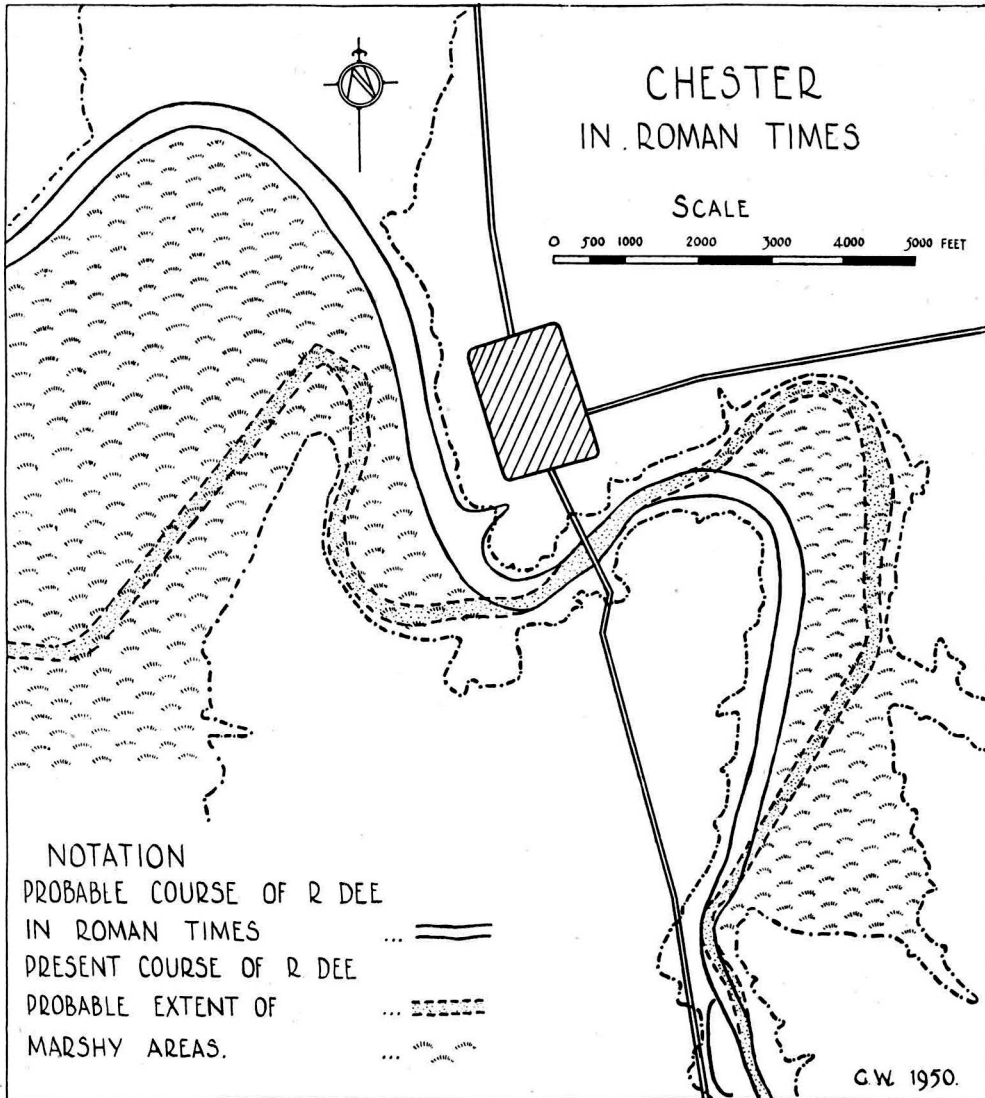 N
CHESTER
IN . ROMAN TIMES
SCALE
0 500 1000 2000 3000 4000 5000 FEET
NOTATION
PROBABLE COURSE OF R DEE
IN ROMAN TIMES ...
PRESENT COURSE OF R DEE
PROBABLE EXTENT OF ...
MARSHY AREAS. ...
G.W. 1950.